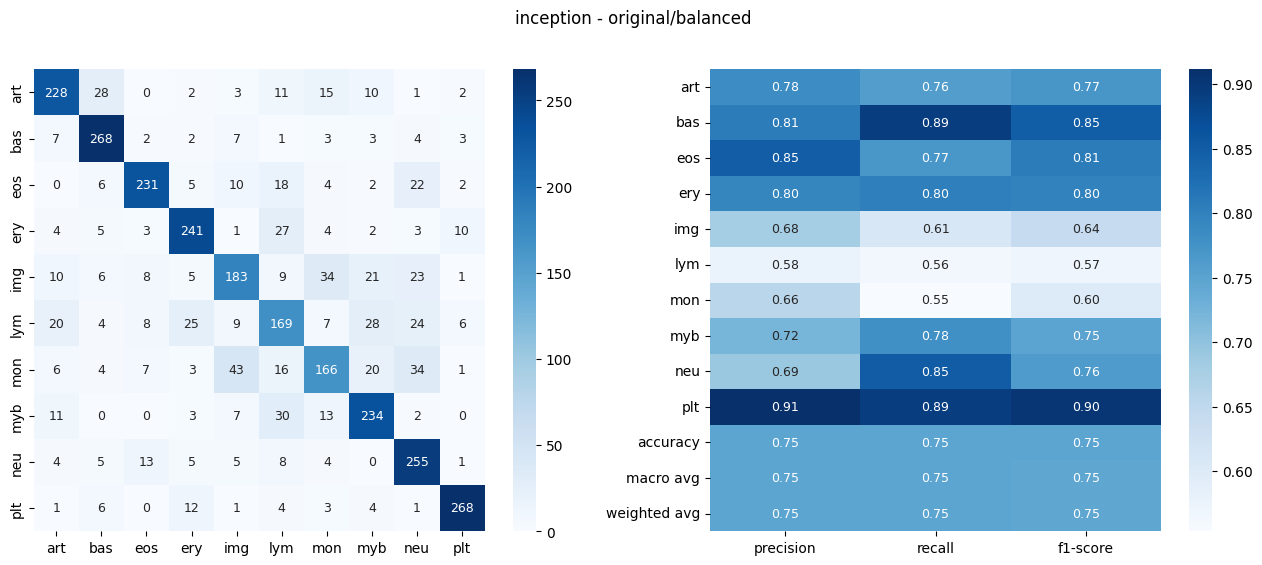 inception - original/balanced
art 228 28 0 2 3 11 15 10 1 2
bas 7 268 2 2 7 1 3 3 4 3
eos 0 6 231 5 10 18 4 2 22 2
ery 4 5 3 241 1 27 4 2 3 10
img 10 6 8 5 183 9 34 21 23 1
lym 20 4 8 25 9 169 7 28 24 6
mon 6 4 7 3 43 16 166 20 34 1
myb 11 0 0 3 7 30 13 234 2 0
neu 4 5 13 5 5 8 4 0 255 1
plt 1 6 0 12 1 4 3 4 1 268
art bas eos ery img lym mon myb neu plt
250
200
150
100
50
0
art 0.78 0.76 0.77
bas 0.81 0.89 0.85
eos 0.85 0.77 0.81
ery 0.80 0.80 0.80
img 0.68 0.61 0.64
lym 0.58 0.56 0.57
mon 0.66 0.55 0.60
myb 0.72 0.78 0.75
neu 0.69 0.85 0.76
plt 0.91 0.89 0.90
accuracy 0.75 0.75 0.75
macro avg 0.75 0.75 0.75
weighted avg 0.75 0.75 0.75
precision recall f1-score
0.90
0.85
0.80
0.75
0.70
0.65
0.60